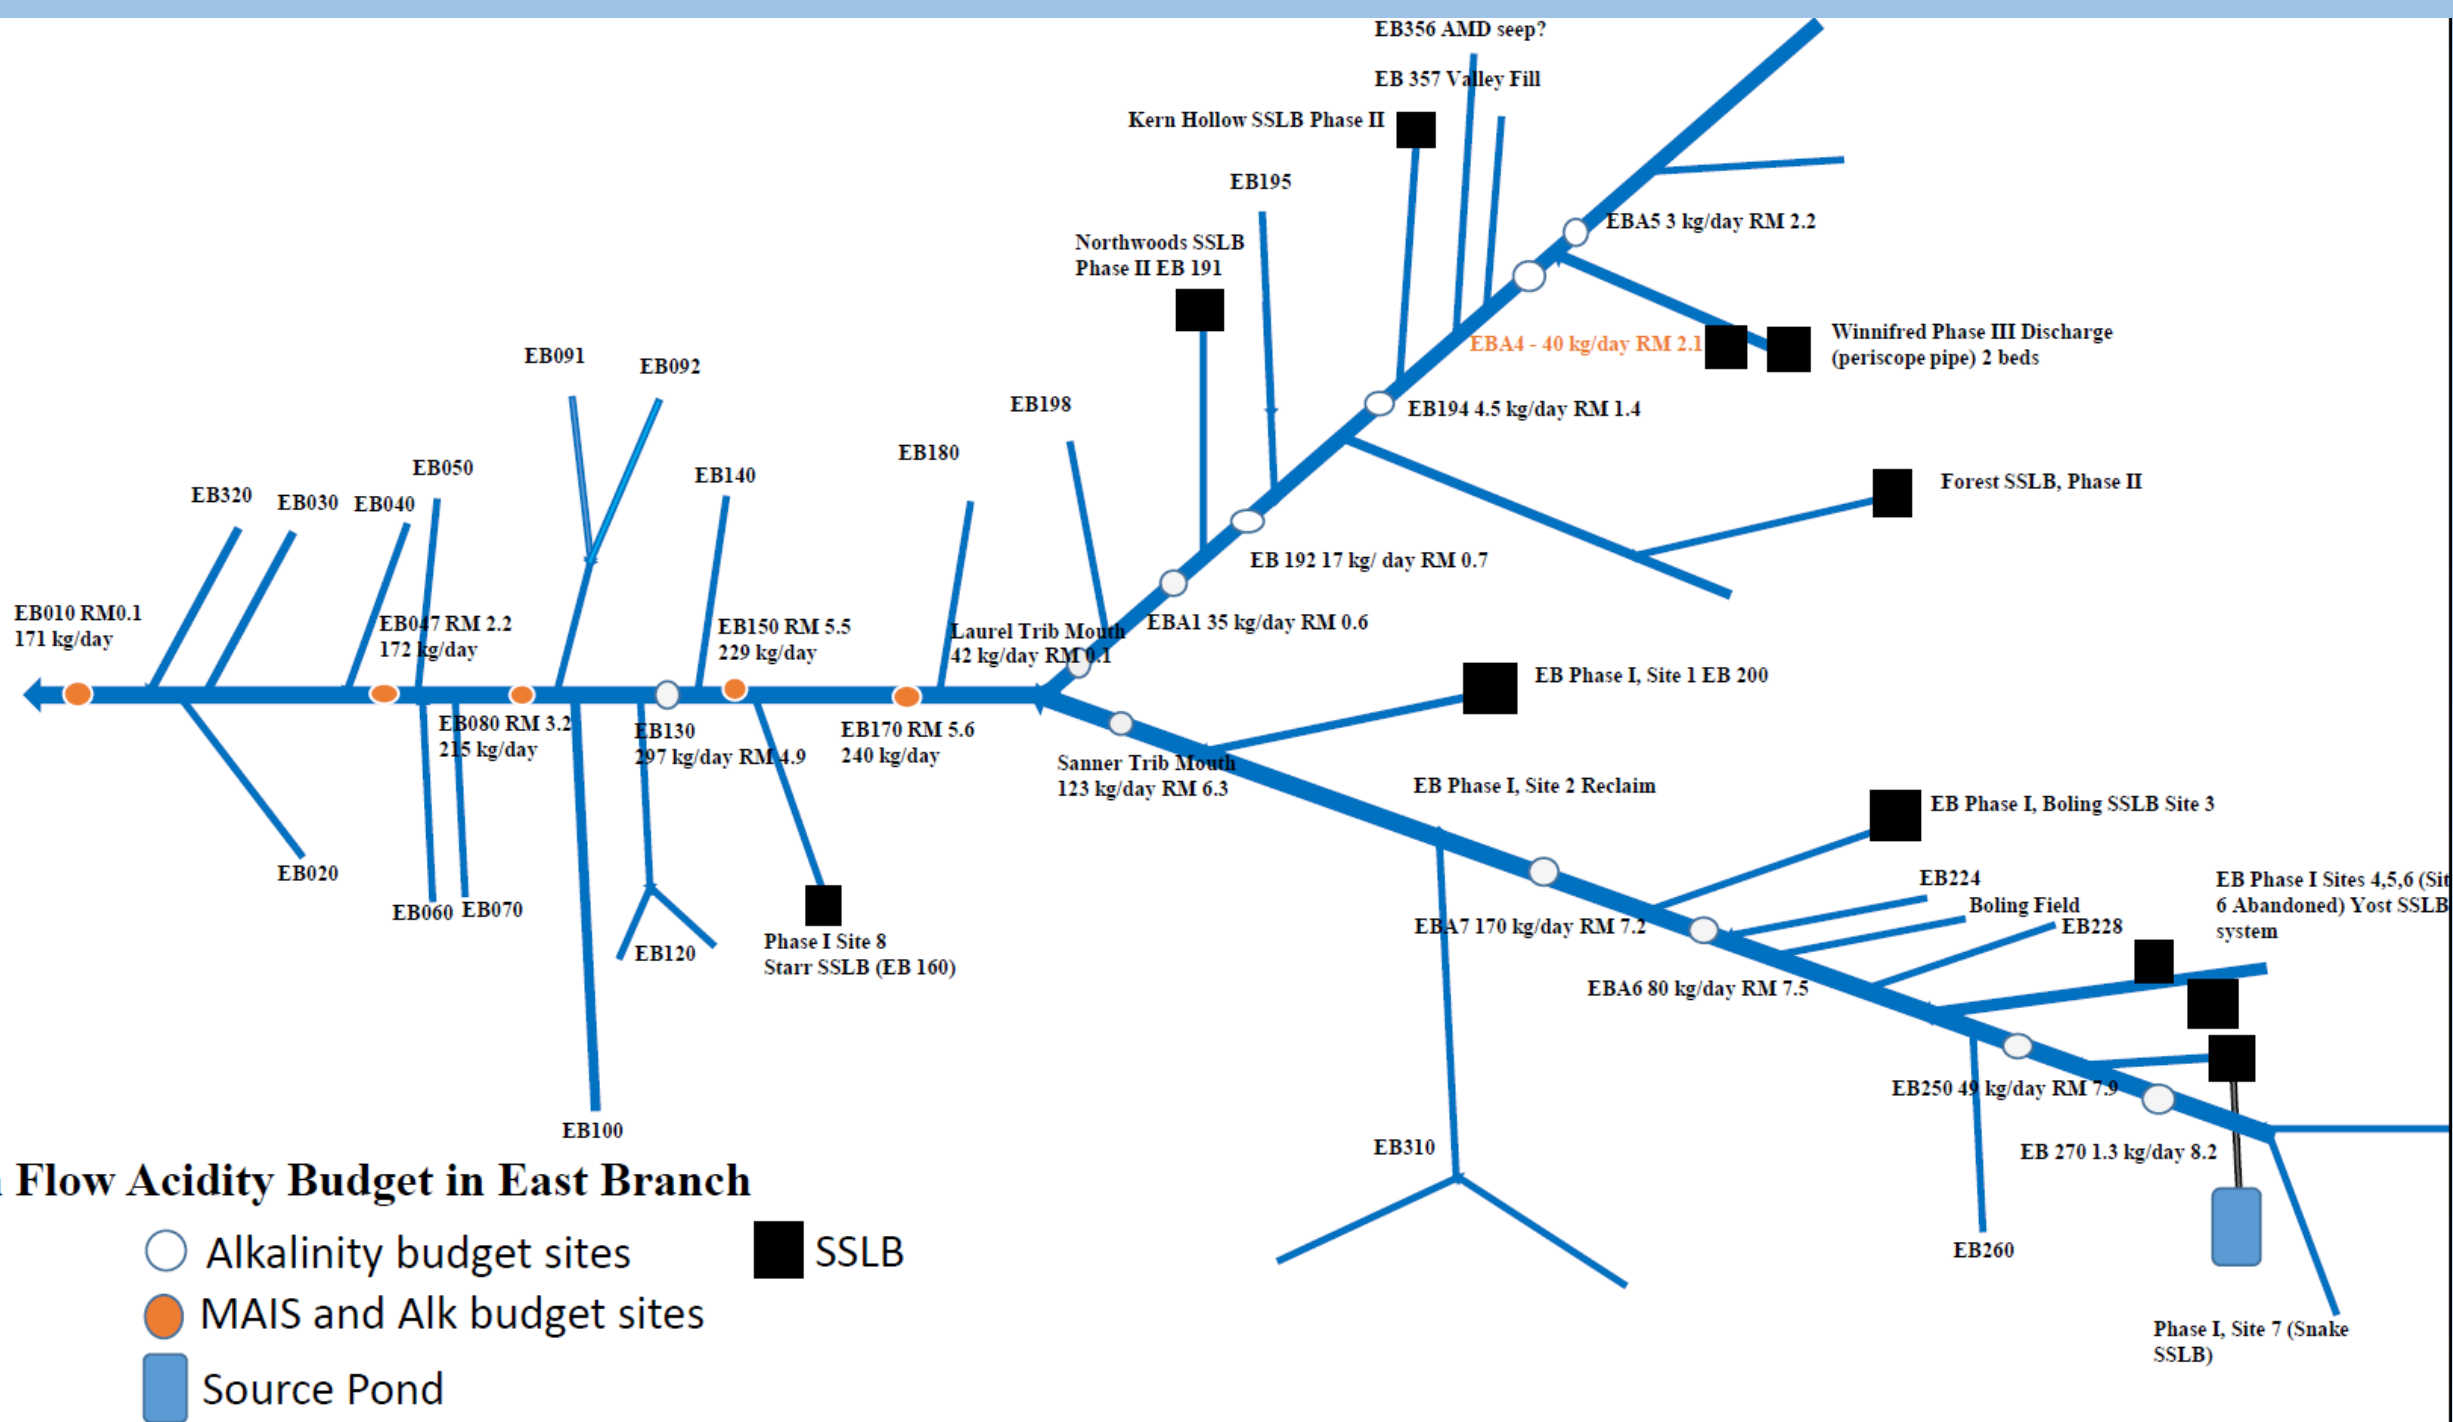 EB356 AMD seep?
EB 357 Valley Fill
Kern Hollow SSLB Phase II
EB195
EBA5 3 kg/day RM 2.2
Northwoods SSLB
Phase II EB 191
Winnifred Phase III Discharge
(periscope pipe) 2 beds
EBA4 - 40 kg/day RM 2.1
EB091
EB092
EB198
EB194 4.5 kg/day RM 1.4
EB180
EB050
EB140
Forest SSLB, Phase II
EB320
EB030
EB040
EB 192 17 kg/ day RM 0.7
EB010 RM0.1
171 kg/day
EB047 RM 2.2
172 kg/day
EB150 RM 5.5
229 kg/day
Laurel Trib Mouth
42 kg/day RM 0.1
EBA1 35 kg/day RM 0.6
EB Phase I, Site 1 EB 200
EB080 RM 3.2
215 kg/day
EB130
297 kg/day RM 4.9
EB170 RM 5.6
240 kg/day
Sanner Trib Mouth
123 kg/day RM 6.3
EB Phase I, Site 2 Reclaim
EB Phase I, Boling SSLB Site 3
EB020
EB224
EB Phase I Sites 4,5,6 (Sit
6 Abandoned) Yost SSLB
system
Boling Field
EB228
EB060
EB070
EBA7 170 kg/day RM 7.2
EB120
Phase I Site 8
Starr SSLB (EB 160)
EBA6 80 kg/day RM 7.5
EB250 49 kg/day RM 7.9
EB100
EB310
EB 270 1.3 kg/day 8.2
Flow Acidity Budget in East Branch
EB260
Alkalinity budget sites
SSLB
MAIS and Alk budget sites
Phase I, Site 7 (Snake
SSLB)
Source Pond